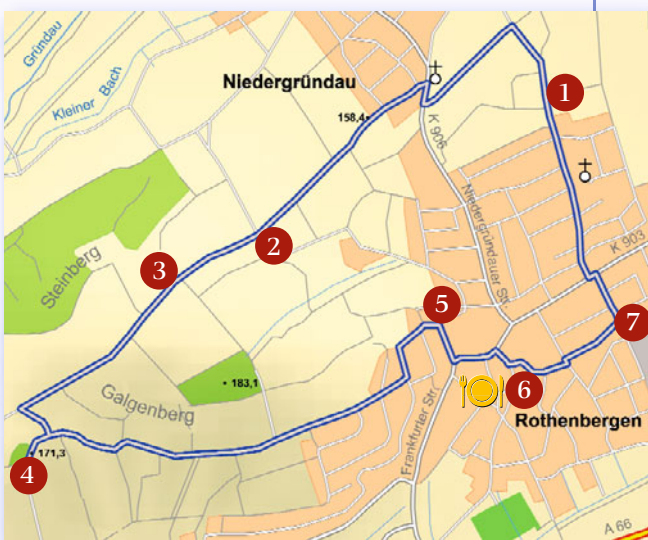 Gründau
Kleiner Bach
Niedergründau
158,4
K 906
1
Niedergründauer Str.
2
K 903
Steinberg
3
5
7
183,1
Galgenberg
6
Rothenbergen
Frankfurter Str.
171,3
4
A 66